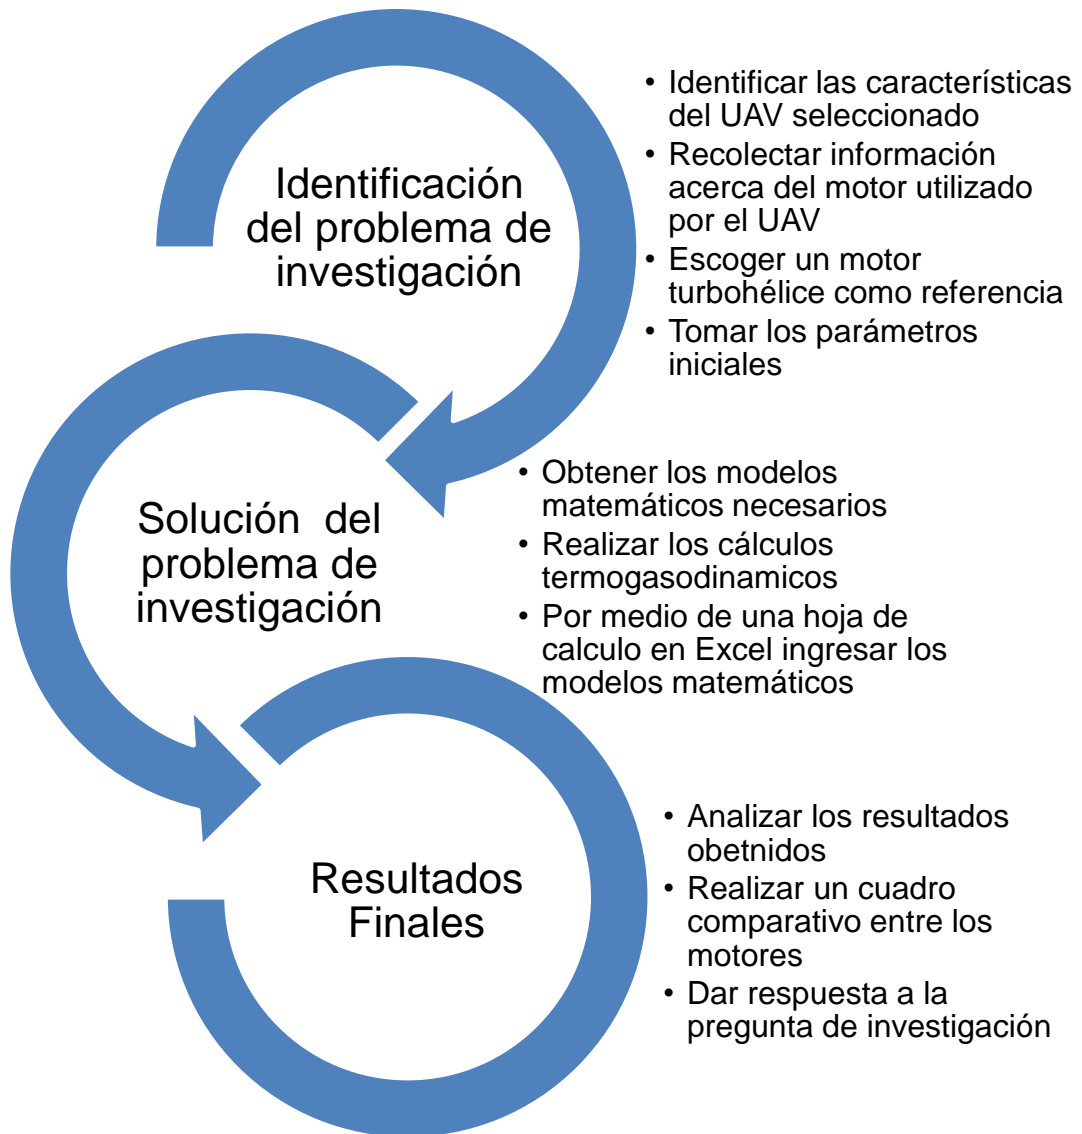 Identificación
del problema de
investigación
• Identificar las características
del UAV seleccionado
• Recolectar información
acerca del motor utilizado
por el UAV
• Escoger un motor
turbohélice como referencia
• Tomar los parámetros
iniciales
Solución  del
problema de
investigación
• Obtener los modelos
matemáticos necesarios
• Realizar los cálculos
termogasodinamicos
• Por medio de una hoja de
calculo en Excel ingresar los
modelos matemáticos
Resultados
Finales
• Analizar los resultados
obetnidos
• Realizar un cuadro
comparativo entre los
motores
• Dar respuesta a la
pregunta de investigación